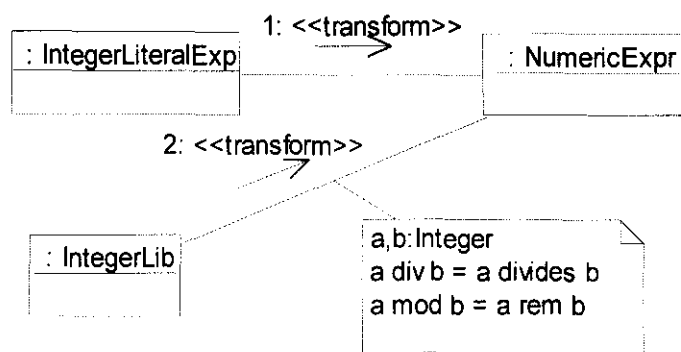 1: <<transform>>
: IntegerLiteralExp
: NumericExpr
2: <<transform>>
: IntegerLib
a,b:Integer
a div b = a divides b
a mod b = a rem b